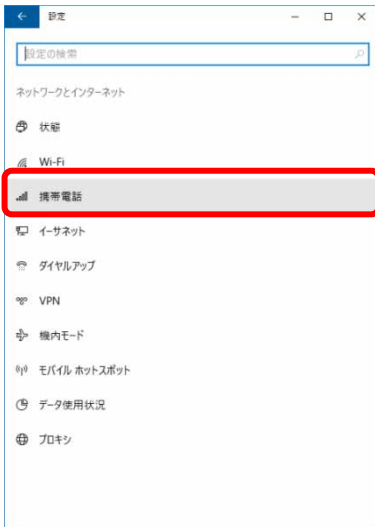 設定
設定の検索
ネットワークとインターネット
状態
Wi-Fi
携帯電話
イーサネット
ダイヤルアップ
VPN
機内モード
モバイル ホットスポット
データ使用状況
プロキシ